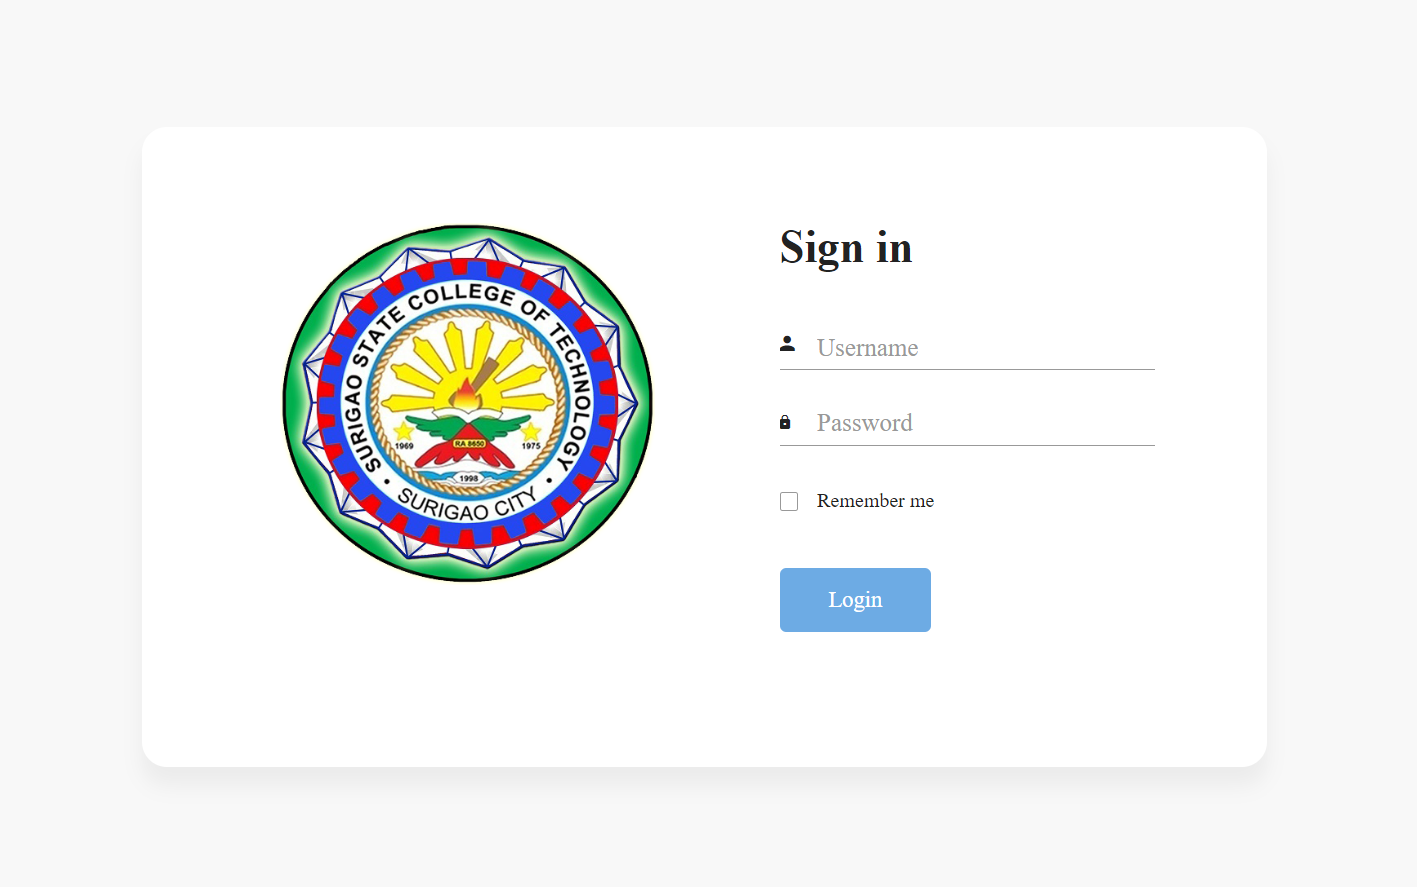 SURIGAO STATE COLLEGE OF TECHNOLOGY
1969
RA 8650
1975
1998
• SURIGAO CITY •
Sign in
Username
Password
Remember me
Login